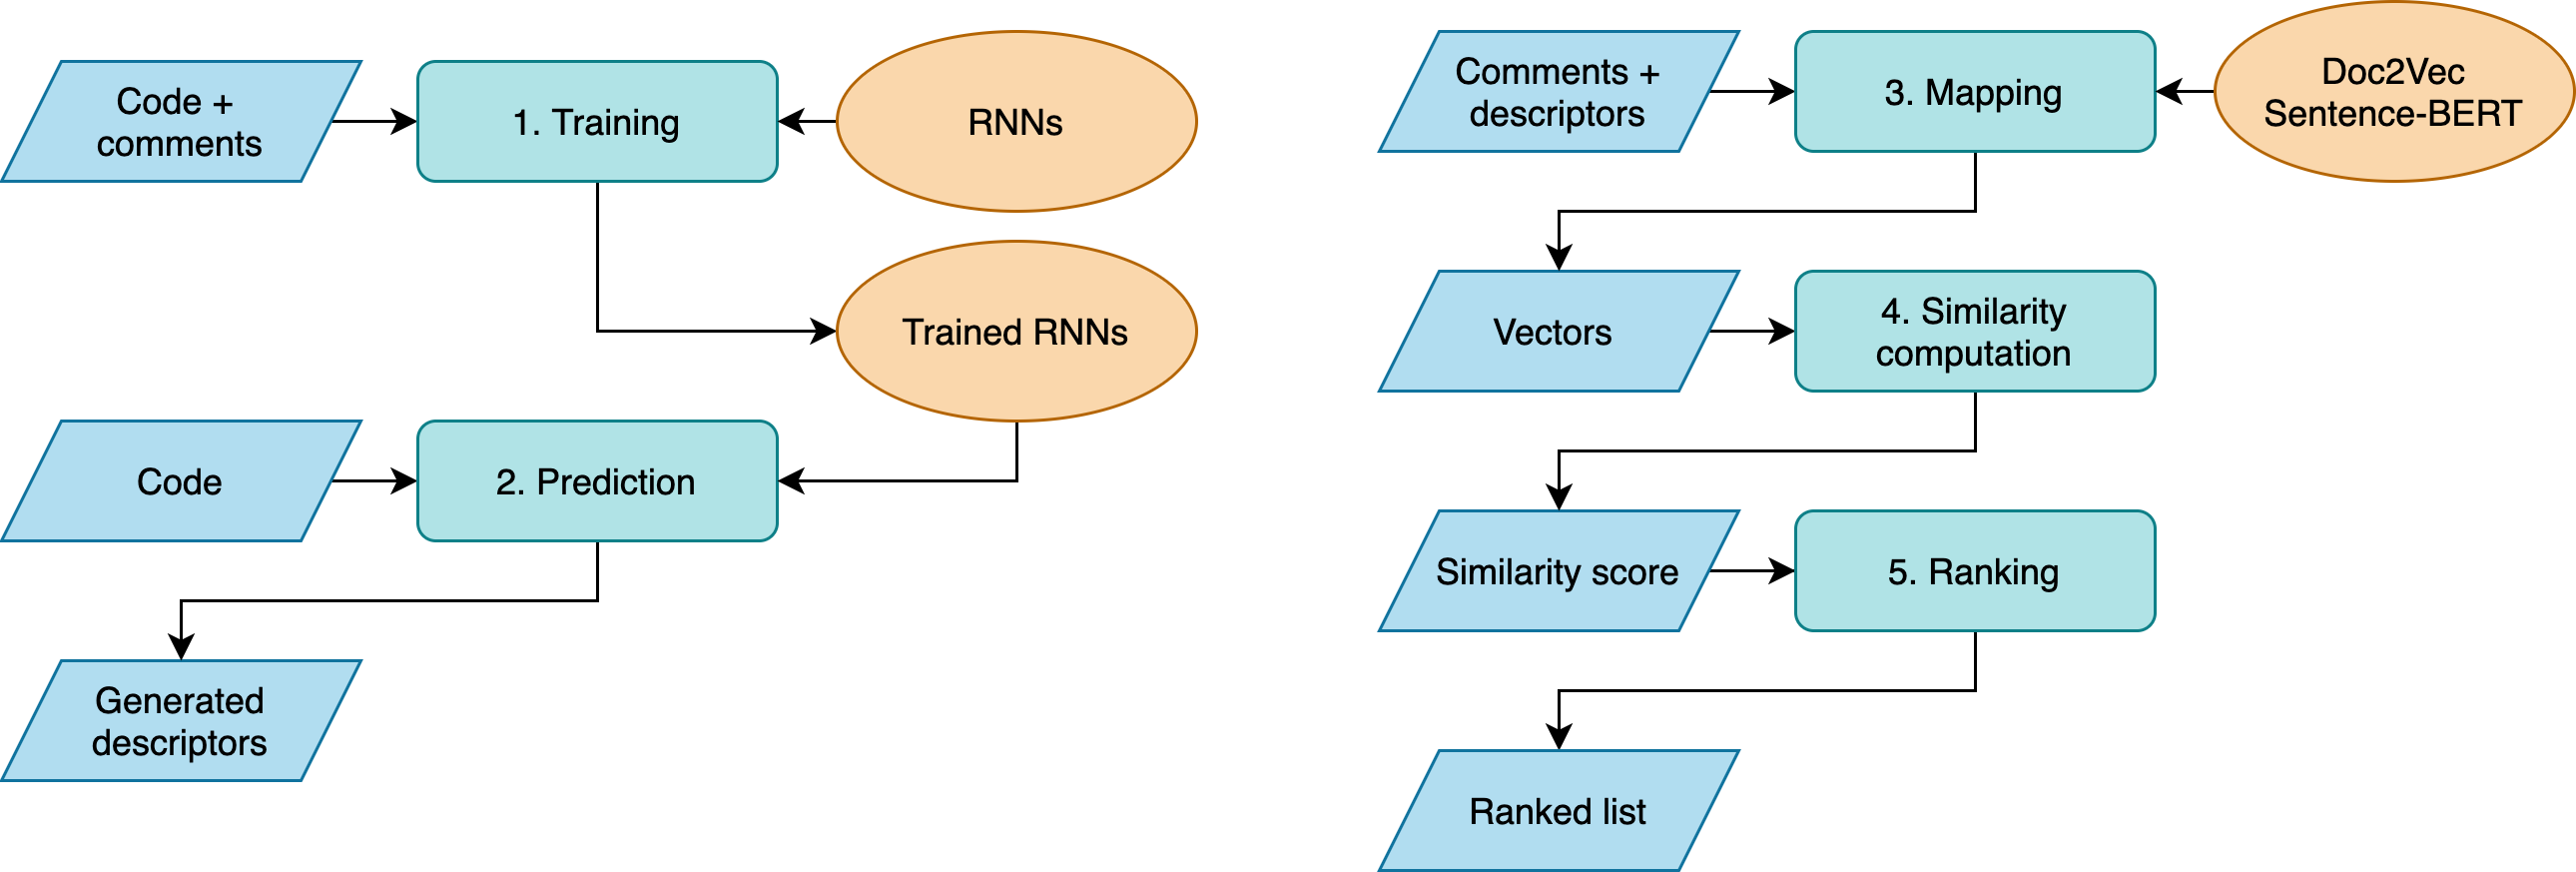 Code +
comments
1. Training
RNNs
Trained RNNs
Code
2. Prediction
Generated
descriptors
Comments +
descriptors
3. Mapping
Doc2Vec
Sentence-BERT
Vectors
4. Similarity
computation
Similarity score
5. Ranking
Ranked list